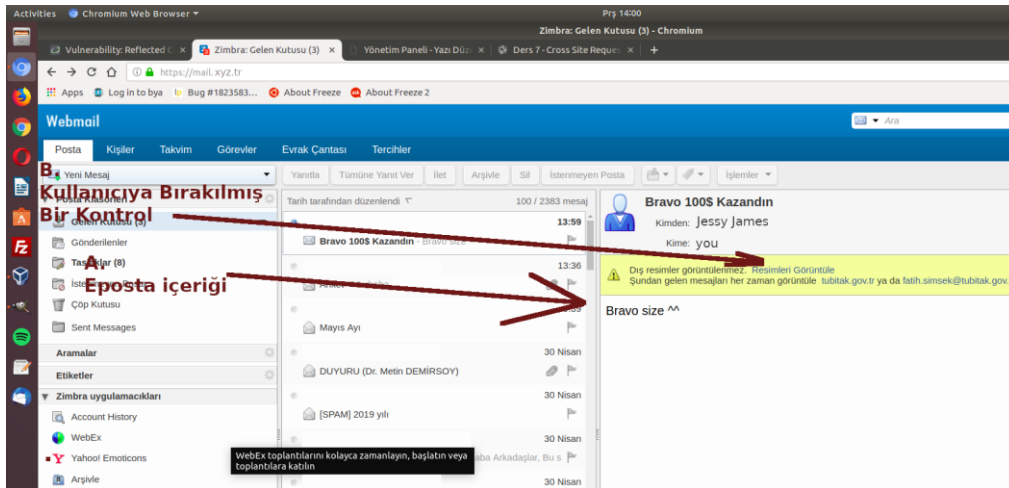 Activities Chromium Web Browser Prş 14:00
Zimbra: Gelen Kutusu (3) - Chromium
Vulnerability: Reflected C × Zimbra: Gelen Kutusu (3) × Yönetim Paneli - Yazı Düz × Ders 7 - Cross Site Reques × +
https://mail.xyz.tr
Apps Log in to bya Bug #1823583... About Freeze About Freeze 2
Webmail
Ara
Posta Kişiler Takvim Görevler Evrak Çantası Tercihler
B.
Kullanıcıya Bırakılmış
Bir Kontrol
Yeni Mesaj
Yanıtla Tümüne Yanıt Ver İlet Arşivle Sil İstenmeyen Posta İşlemler
Posta Klasörleri
Gelen Kutusu (3)
Gönderilenler
Taslaklar (8)
Çöp Kutusu
Sent Messages
Aramalar
Etiketler
Zimbra uygulamacıkları
Account History
WebEx
Yahoo! Emoticons
Arşivle
A.
Eposta içeriği
Tarih tarafından düzenlendi 100 / 2383 mesaj
13:59
Bravo 100$ Kazandın - Bravo size
13:36
Mayıs Ayı
30 Nisan
DUYURU (Dr. Metin DEMİRSOY)
30 Nisan
[SPAM] 2019 yılı
30 Nisan
aba Arkadaşlar, Bu s
30 Nisan
WebEx toplantılarını kolayca zamanlayın, başlatın veya
toplantılara katılın
Bravo 100$ Kazandın
Kimden: Jessy James
Kime: you
Dış resimler görüntülenmez. Resimleri Görüntüle
Şundan gelen mesajları her zaman görüntüle tubitak.gov.tr ya da fatih.simsek@tubitak.gov.
Bravo size ^^